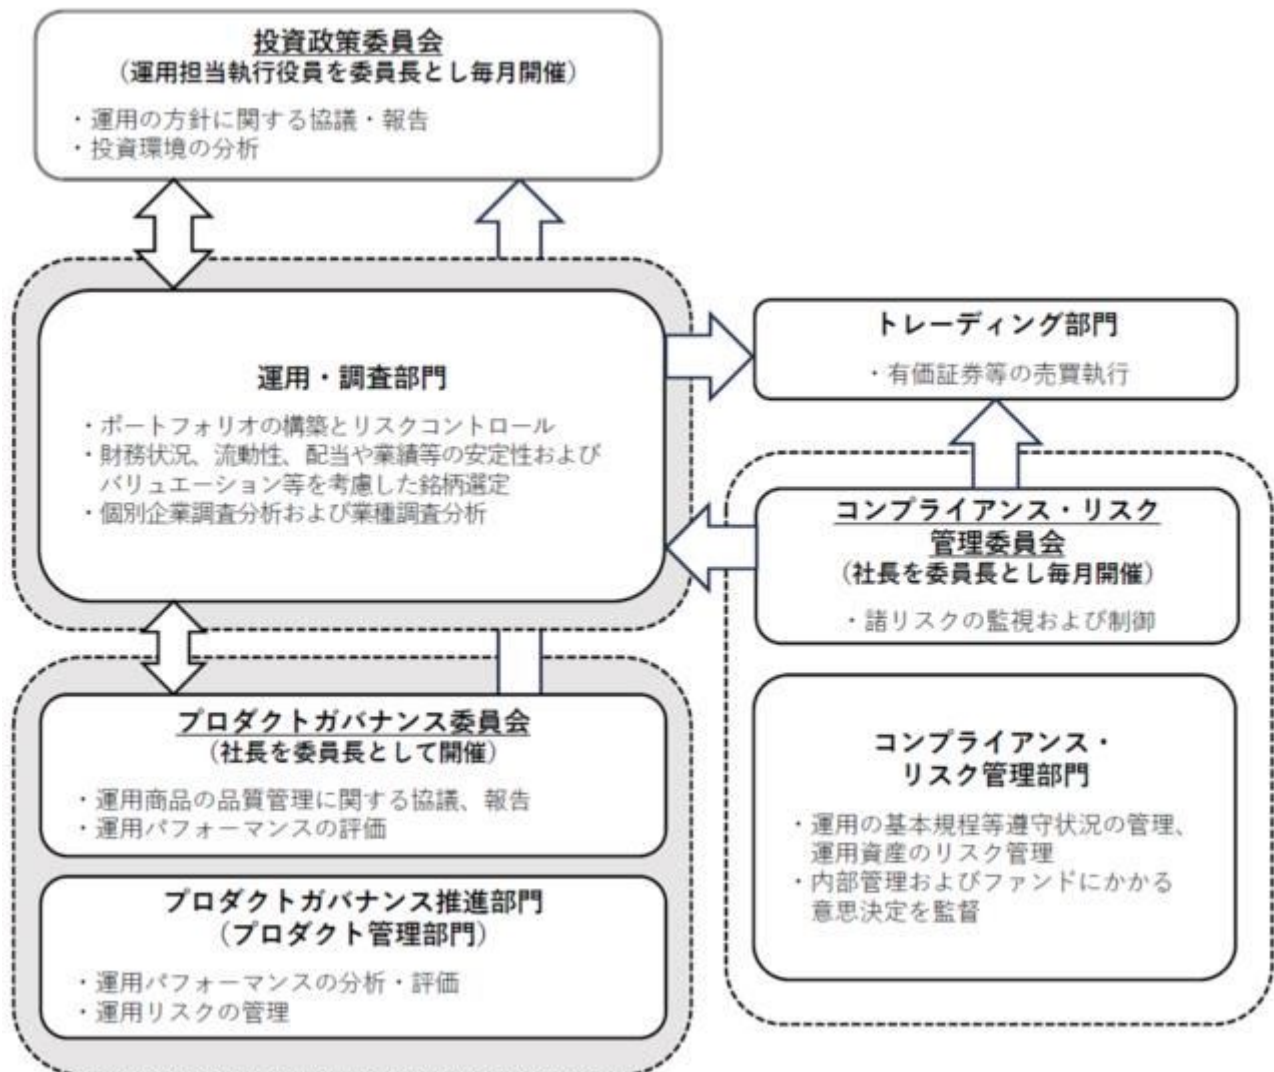 投資政策委員会
（運用担当執行役員を委員長とし毎月開催）
・運用の方針に関する協議・報告
・投資環境の分析
運用・調査部門
・ポートフォリオの構築とリスクコントロール
・財務状況、流動性、配当や業績等の安定性および
バリュエーション等を考慮した銘柄選定
・個別企業調査分析および業種調査分析
トレーディング部門
・有価証券等の売買執行
コンプライアンス・リスク
管理委員会
（社長を委員長とし毎月開催）
・諸リスクの監視および制御
プロダクトガバナンス委員会
（社長を委員長として開催）
・運用商品の品質管理に関する協議、報告
・運用パフォーマンスの評価
プロダクトガバナンス推進部門
（プロダクト管理部門）
・運用パフォーマンスの分析・評価
・運用リスクの管理
コンプライアンス・
リスク管理部門
・運用の基本規程等遵守状況の管理、
運用資産のリスク管理
・内部管理およびファンドにかかる
意思決定を監督